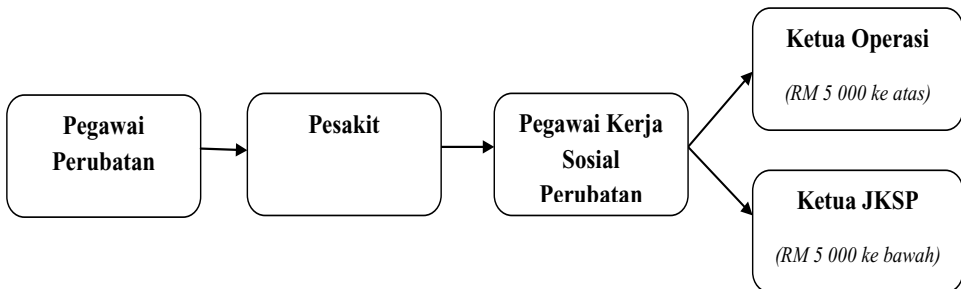 Pegawai
Perubatan
Pesakit
Pegawai Kerja
Sosial
Perubatan
Ketua Operasi
(RM 5 000 ke atas)
Ketua JKSP
(RM 5 000 ke bawah)